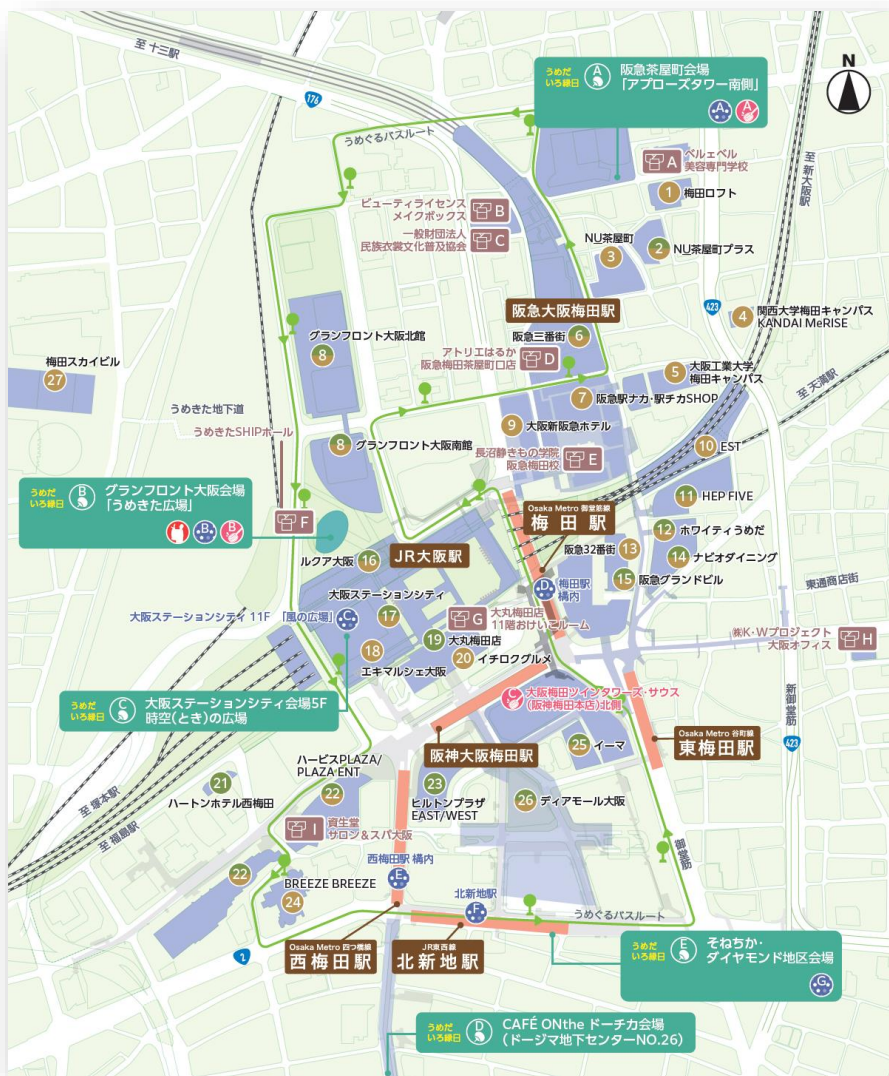 至 十三駅
176
うめぐるバスルート
うめだ
いろ縁日
A
阪急茶屋町会場
「アプローズタワー南側」
A
A
N
至 新大阪駅
A
ベルェベル
美容専門学校
1
梅田ロフト
ビューティライセンス
メイクボックス
B
一般財団法人
民族衣裳文化普及協会
C
NU茶屋町
3
2
NU茶屋町プラス
423
4
関西大学梅田キャンパス
KANDAI MeRISE
阪急大阪梅田駅
阪急三番街
6
グランフロント大阪北館
8
アトリエはるか
阪急梅田茶屋町口店
D
5
大阪工業大学
梅田キャンパス
至 天満駅
梅田スカイビル
27
7
阪急駅ナカ・駅チカSHOP
うめきた地下道
うめきたSHIPホール
9
大阪新阪急ホテル
8
グランフロント大阪南館
10
EST
長沼静きもの学院
阪急梅田校
E
うめだ
いろ縁日
B
グランフロント大阪会場
「うめきた広場」
B
B
F
11
HEP FIVE
Osaka Metro 御堂筋線
梅田駅
12
ホワイティうめだ
JR大阪駅
阪急32番街
13
14
ナビオダイニング
ルクア大阪
16
D
梅田駅
構内
15
阪急グランドビル
東通商店街
大阪ステーションシティ
17
大阪ステーションシティ 11F 「風の広場」
C
G
大丸梅田店
11階おけいこルーム
㈱K・Wプロジェクト
大阪オフィス
H
19
大丸梅田店
18
エキマルシェ大阪
20
イチロクグルメ
うめだ
いろ縁日
C
大阪ステーションシティ会場5F
時空(とき)の広場
C
大阪梅田ツインタワーズ・サウス
(阪神梅田本店)北側
新御堂筋
Osaka Metro 谷町線
東梅田駅
423
阪神大阪梅田駅
25
イーマ
ハービスPLAZA/
PLAZA ENT
22
至 塚本駅
21
ハートンホテル西梅田
23
ヒルトンプラザ
EAST/WEST
26
ディアモール大阪
至 福島駅
I
資生堂
サロン&スパ大阪
御堂筋
西梅田駅 構内
E
22
BREEZE BREEZE
24
北新地駅
F
うめぐるバスルート
2
Osaka Metro 四つ橋線
西梅田駅
JR東西線
北新地駅
うめだ
いろ縁日
E
そねちか・
ダイヤモンド地区会場
G
うめだ
いろ縁日
D
CAFÉ ONthe ドーチカ会場
(ドージマ地下センターNO.26)